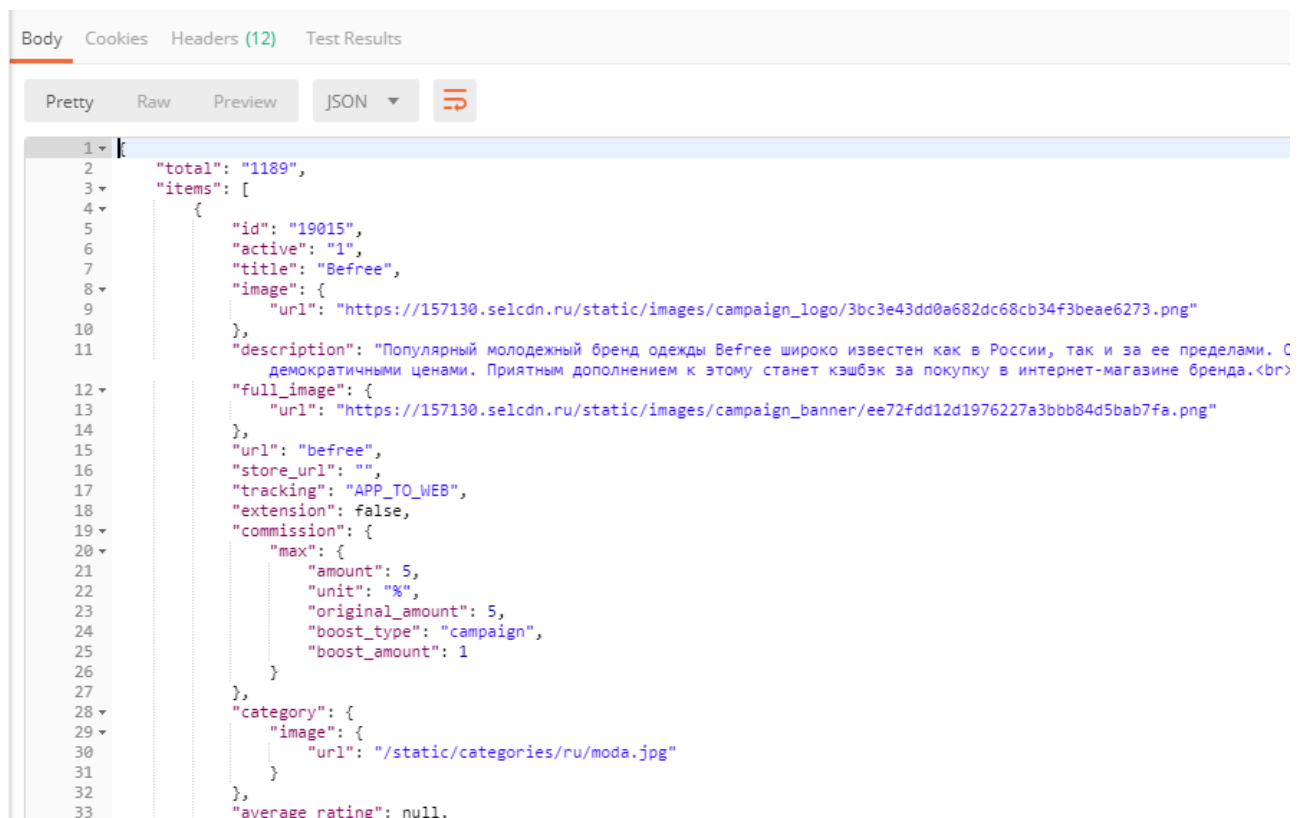 Body Cookies Headers (12) Test Results
Pretty Raw Preview JSON
1 {
2 "total": "1189",
3 "items": [
4 {
5 "id": "19015",
6 "active": "1",
7 "title": "Befree",
8 "image": {
9 "url": "https://157130.selcdn.ru/static/images/campaign_logo/3bc3e43dd0a682dc68cb34f3beae6273.png"
10 },
11 "description": "Популярный молодежный бренд одежды Befree широко известен как в России, так и за ее пределами.
демократичными ценами. Приятным дополнением к этому станет кэшбэк за покупку в интернет-магазине бренда.<br>
12 "full_image": {
13 "url": "https://157130.selcdn.ru/static/images/campaign_banner/ee72fdd12d1976227a3bbb84d5bab7fa.png"
14 },
15 "url": "befree",
16 "store_url": "",
17 "tracking": "APP_TO_WEB",
18 "extension": false,
19 "commission": {
20 "max": {
21 "amount": 5,
22 "unit": "%",
23 "original_amount": 5,
24 "boost_type": "campaign",
25 "boost_amount": 1
26 }
27 },
28 "category": {
29 "image": {
30 "url": "/static/categories/ru/moda.jpg"
31 }
32 },
33 "average_rating": null,